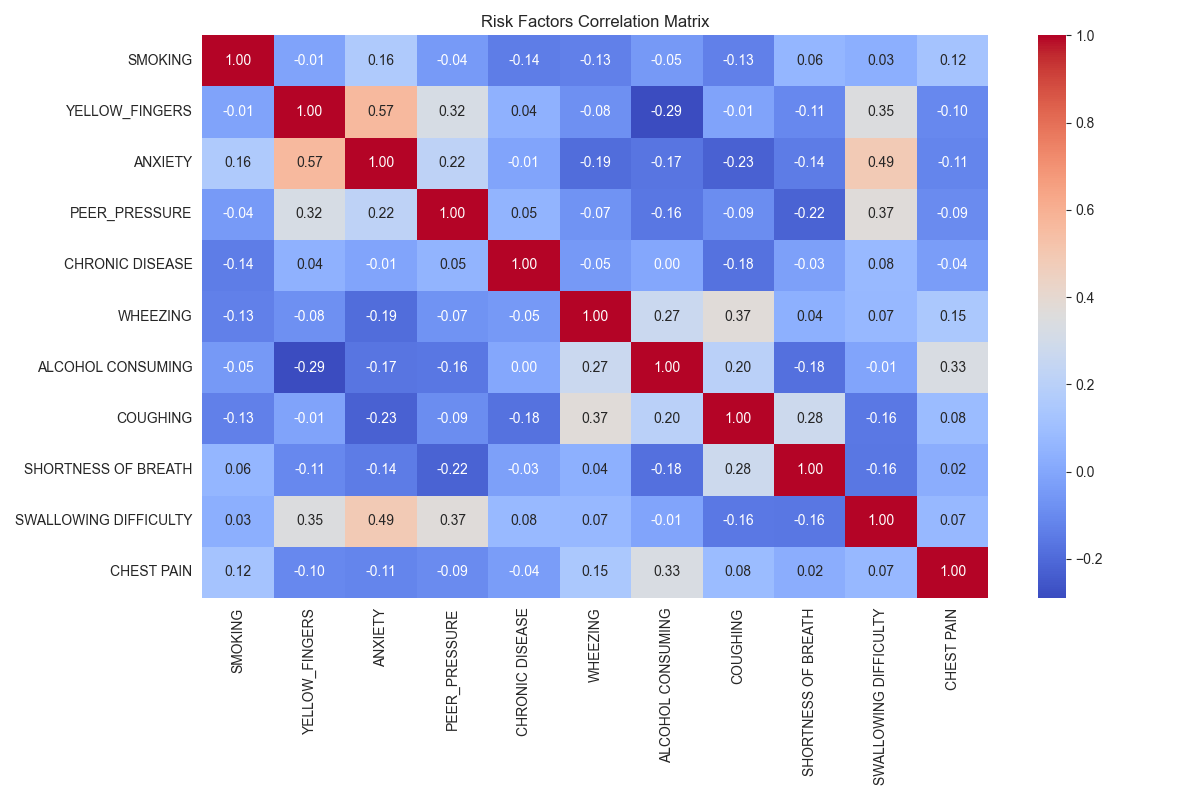 Risk Factors Correlation Matrix
SMOKING 1.00 -0.01 0.16 -0.04 -0.14 -0.13 -0.05 -0.13 0.06 0.03 0.12
YELLOW_FINGERS -0.01 1.00 0.57 0.32 0.04 -0.08 -0.29 -0.01 -0.11 0.35 -0.10
ANXIETY 0.16 0.57 1.00 0.22 -0.01 -0.19 -0.17 -0.23 -0.14 0.49 -0.11
PEER_PRESSURE -0.04 0.32 0.22 1.00 0.05 -0.07 -0.16 -0.09 -0.22 0.37 -0.09
CHRONIC DISEASE -0.14 0.04 -0.01 0.05 1.00 -0.05 0.00 -0.18 -0.03 0.08 -0.04
WHEEZING -0.13 -0.08 -0.19 -0.07 -0.05 1.00 0.27 0.37 0.04 0.07 0.15
ALCOHOL CONSUMING -0.05 -0.29 -0.17 -0.16 0.00 0.27 1.00 0.20 -0.18 -0.01 0.33
COUGHING -0.13 -0.01 -0.23 -0.09 -0.18 0.37 0.20 1.00 0.28 -0.16 0.08
SHORTNESS OF BREATH 0.06 -0.11 -0.14 -0.22 -0.03 0.04 -0.18 0.28 1.00 -0.16 0.02
SWALLOWING DIFFICULTY 0.03 0.35 0.49 0.37 0.08 0.07 -0.01 -0.16 -0.16 1.00 0.07
CHEST PAIN 0.12 -0.10 -0.11 -0.09 -0.04 0.15 0.33 0.08 0.02 0.07 1.00
SMOKING
YELLOW_FINGERS
ANXIETY
PEER_PRESSURE
CHRONIC DISEASE
WHEEZING
ALCOHOL CONSUMING
COUGHING
SHORTNESS OF BREATH
SWALLOWING DIFFICULTY
CHEST PAIN
1.0
0.8
0.6
0.4
0.2
0.0
−0.2